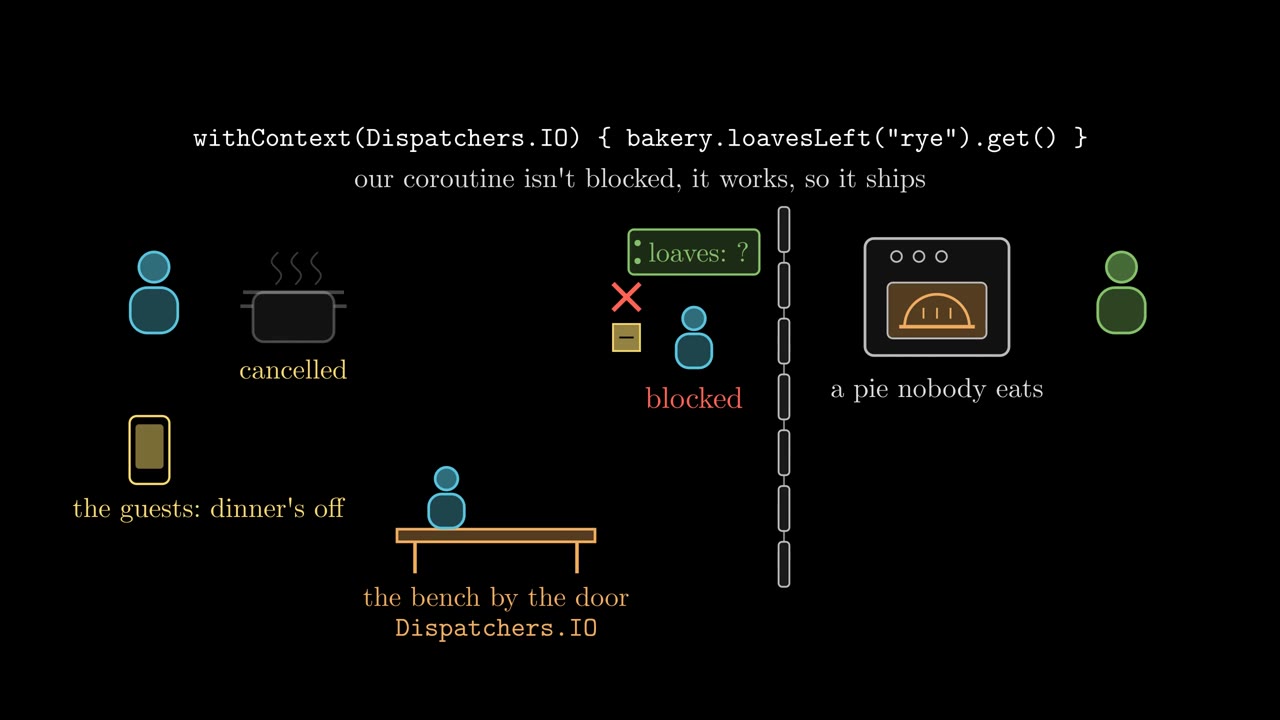 withContext(Dispatchers.IO) { bakery.loavesLeft("rye").get() }
our coroutine isn't blocked, it works, so it ships
loaves: ?
cancelled
blocked
a pie nobody eats
the guests: dinner's off
the bench by the door
Dispatchers.IO